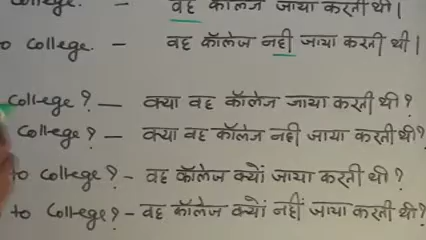 college. — वह कॉलेज जाया करती थी।
to college. — वह कॉलेज नही जाया करती थी।
college? — क्या वह कॉलेज जाया करती थी?
college? — क्या वह कॉलेज नही जाया करती थी?
to college? - वह कॉलेज क्यों जाया करती थी?
to college? - वह कॉलेज क्यों नहीं जाया करती थी?